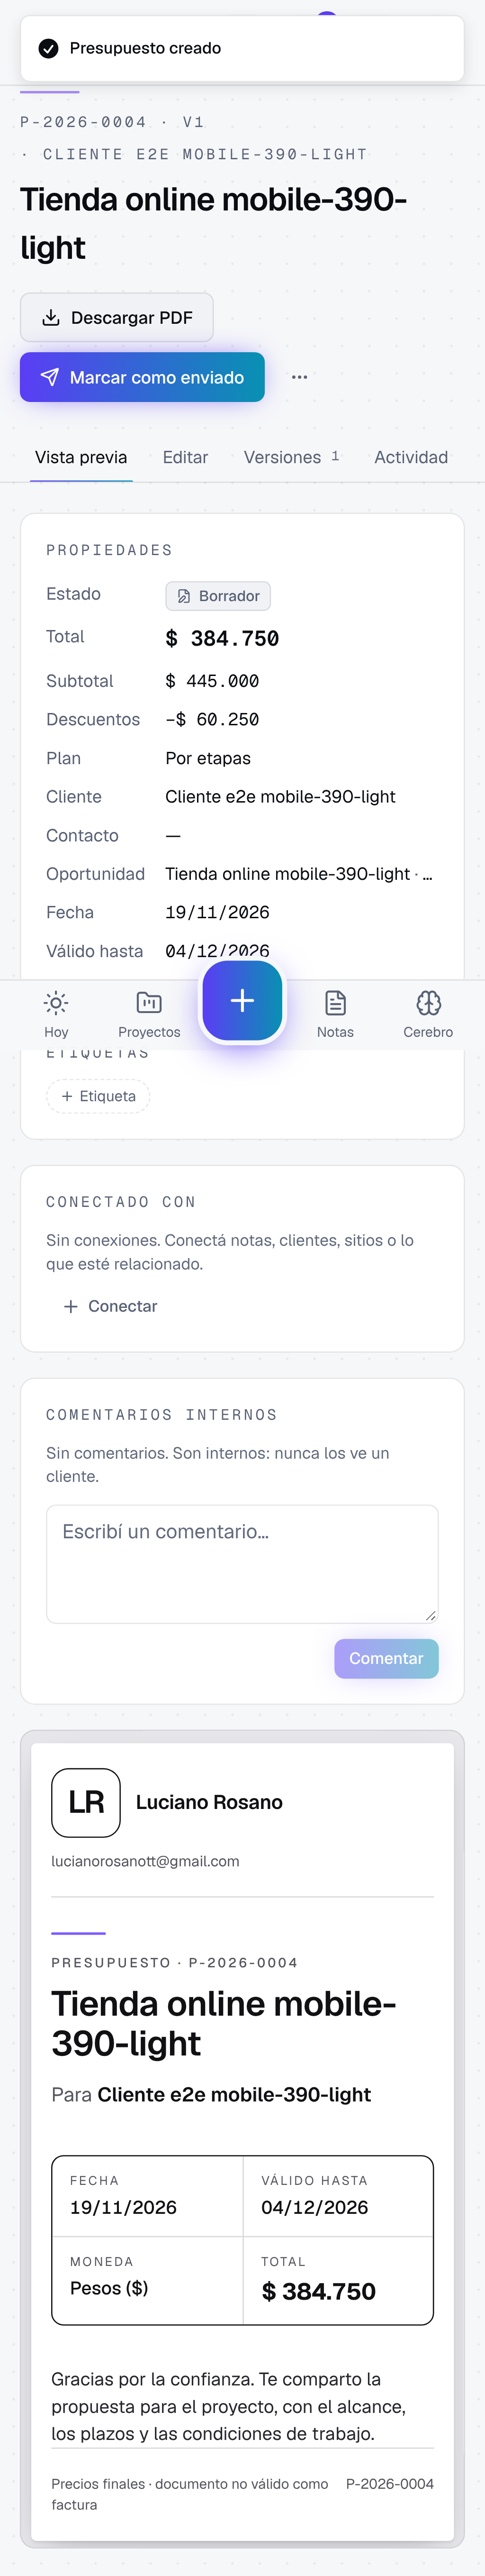 Presupuesto creado
P-2026-0004 · V1
· CLIENTE E2E MOBILE-390-LIGHT
Tienda online mobile-390-
light
Descargar PDF
Marcar como enviado
Vista previa Editar Versiones 1 Actividad
PROPIEDADES
Estado Borrador
Total $ 384.750
Subtotal $ 445.000
Descuentos −$ 60.250
Plan Por etapas
Cliente Cliente e2e mobile-390-light
Contacto —
Oportunidad Tienda online mobile-390-light · …
Fecha 19/11/2026
Válido hasta 04/12/2026
Hoy Proyectos Notas Cerebro
ETIQUETAS
+ Etiqueta
CONECTADO CON
Sin conexiones. Conectá notas, clientes, sitios o lo
que esté relacionado.
+ Conectar
COMENTARIOS INTERNOS
Sin comentarios. Son internos: nunca los ve un
cliente.
Escribí un comentario…
Comentar
LR Luciano Rosano
lucianorosanott@gmail.com
PRESUPUESTO · P-2026-0004
Tienda online mobile-
390-light
Para Cliente e2e mobile-390-light
FECHA VÁLIDO HASTA
19/11/2026 04/12/2026
MONEDA TOTAL
Pesos ($) $ 384.750
Gracias por la confianza. Te comparto la
propuesta para el proyecto, con el alcance,
los plazos y las condiciones de trabajo.
Precios finales · documento no válido como P-2026-0004
factura